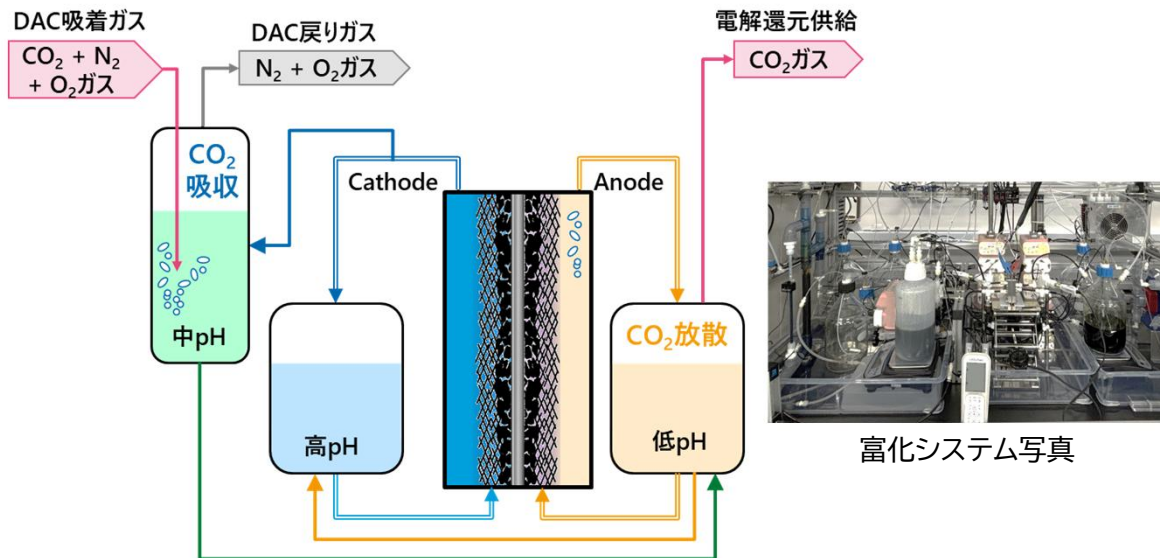 DAC吸着ガス
CO₂ + N₂
+ O₂ガス
DAC戻りガス
N₂ + O₂ガス
電解還元供給
CO₂ガス
CO₂
吸収
中pH
Cathode
Anode
高pH
CO₂放散
低pH
富化システム写真